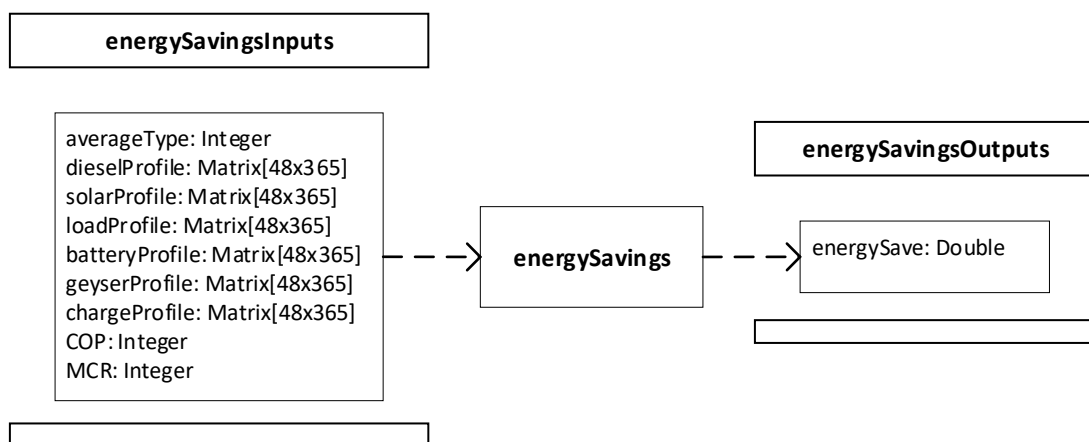 energySavingsInputs
averageType: Integer
dieselProfile: Matrix[48x365]
solarProfile: Matrix[48x365]
loadProfile: Matrix[48x365]
batteryProfile: Matrix[48x365]
geyserProfile: Matrix[48x365]
chargeProfile: Matrix[48x365]
COP: Integer
MCR: Integer
energySavings
energySavingsOutputs
energySave: Double